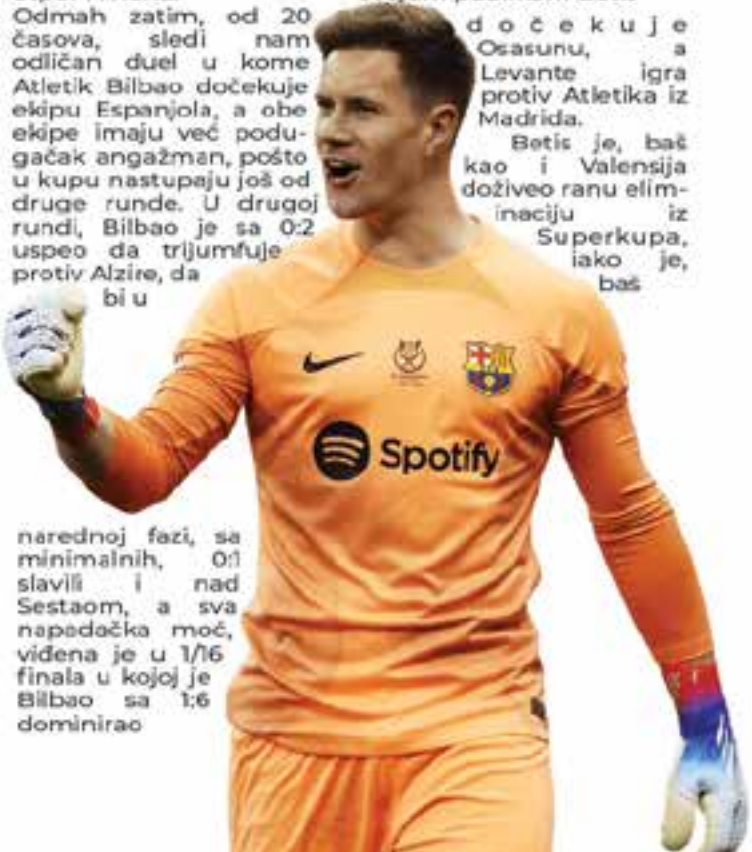 Odmah zatim, od 20
časova, sledi nam
odličan duel u kome
Atletik Bilbao dočekuje
ekipu Espanjola, a obe
ekipe imaju već podu-
gačak angažman, pošto
u kupu nastupaju još od
druge runde. U drugoj
rundi, Bilbao je sa 0:2
uspeo da trijumfuje
protiv Alzire, da
bi u
narednoj fazi, sa
minimalnih, 0:1
slavili i nad
Sestaom, a sva
napadačka moć,
viđena je u 1/16
finala u kojoj je
Bilbao sa 1:6
dominirao
dočekuje
Osasunu, a
Levante igra
protiv Atletika iz
Madrida.
Betis je, baš
kao i Valensija
doživeo ranu elim-
inaciju iz
Superkupa,
iako je,
baš
Spotify